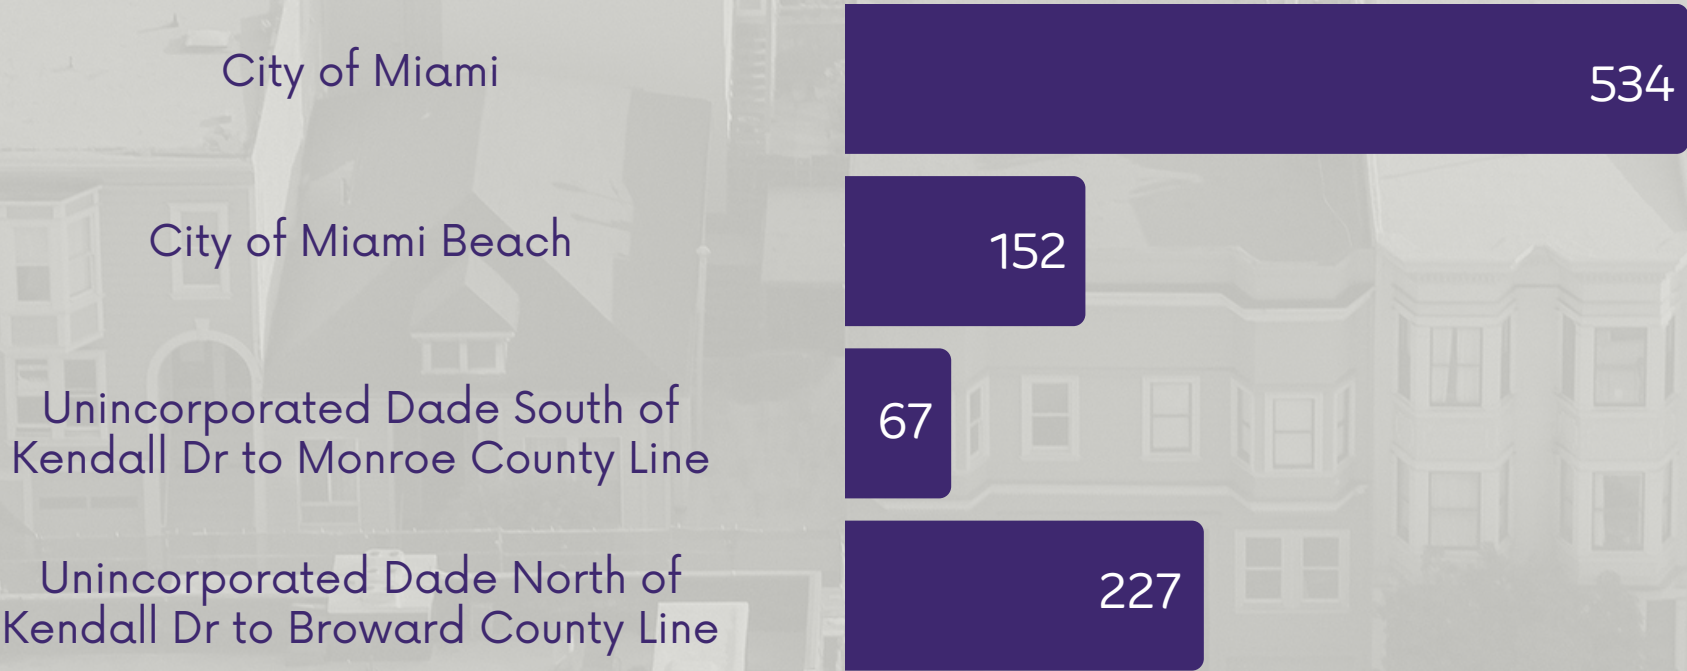 City of Miami
534
City of Miami Beach
152
Unincorporated Dade South of
Kendall Dr to Monroe County Line
67
Unincorporated Dade North of
Kendall Dr to Broward County Line
227